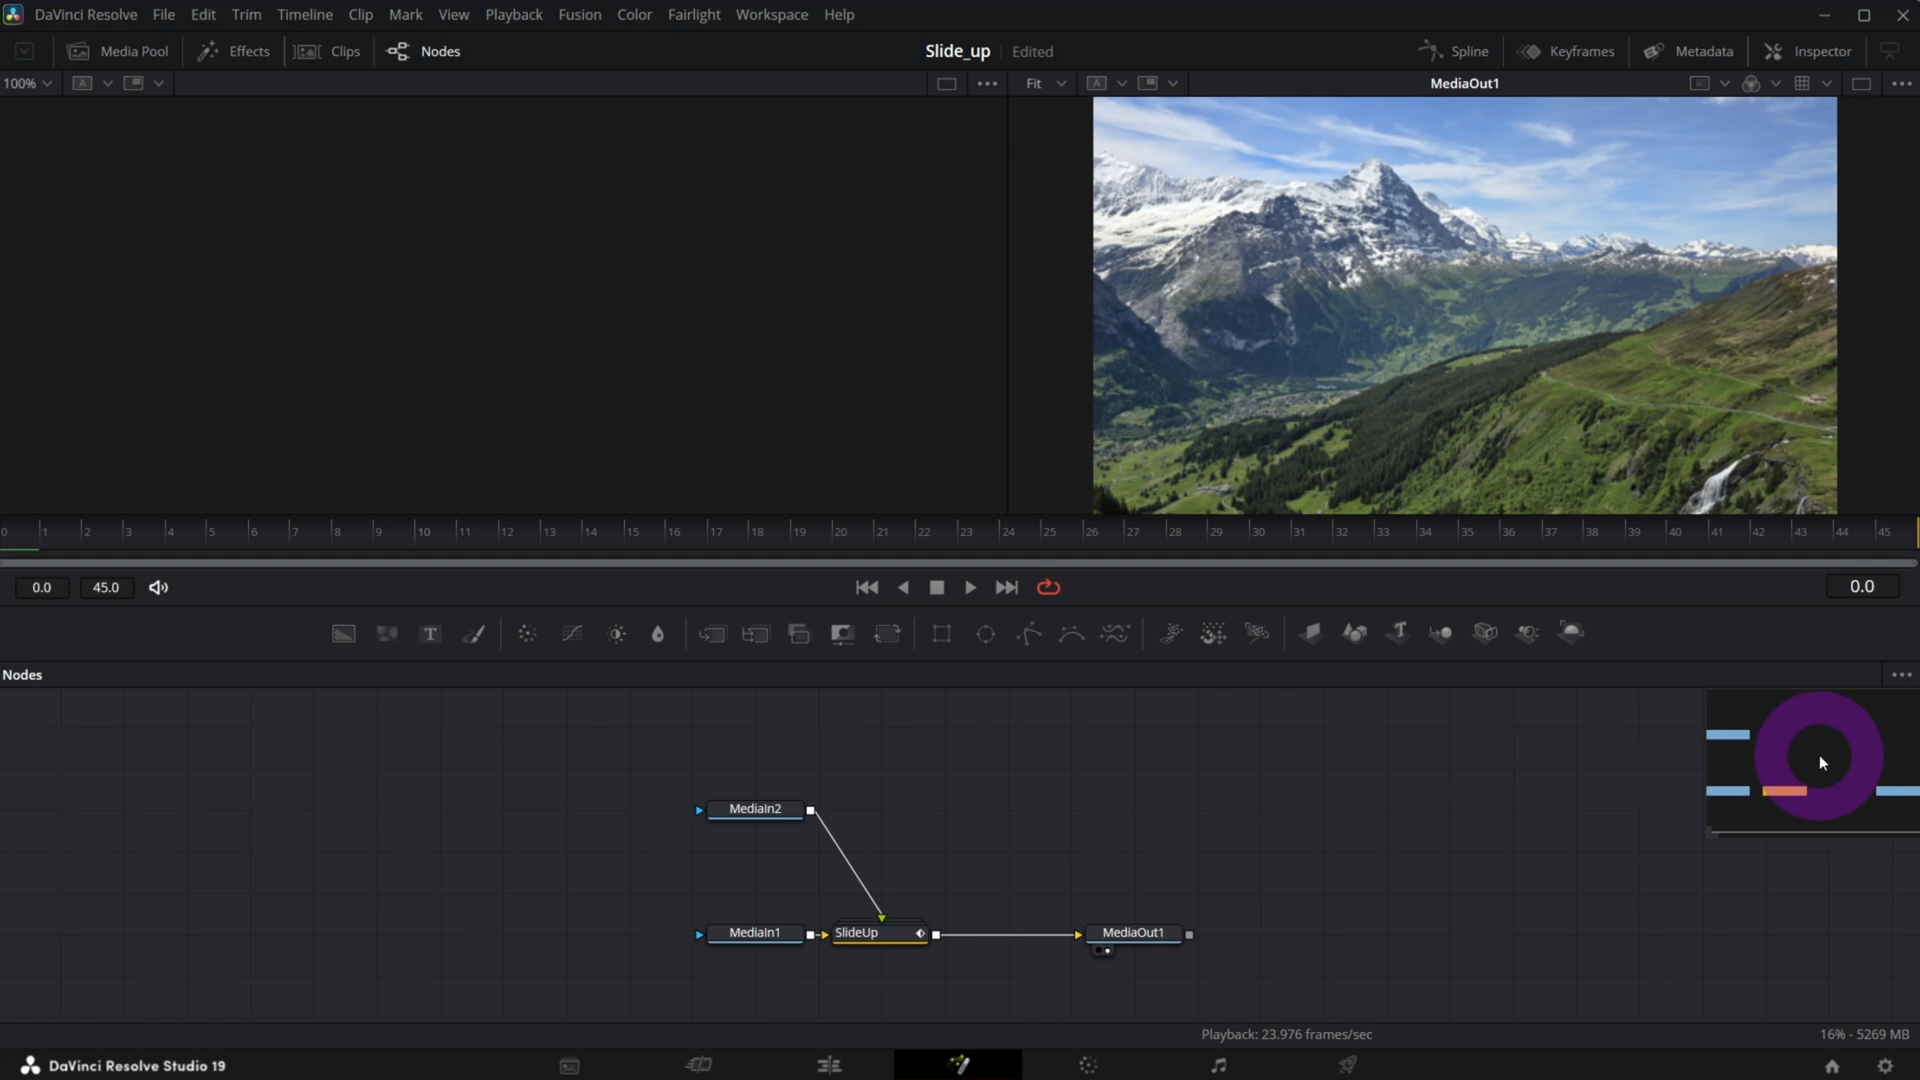 DaVinci Resolve File Edit Trim Timeline Clip Mark View Playback Fusion Color Fairlight Workspace Help
Media Pool Effects Clips Nodes Slide_up Edited Spline Keyframes Metadata Inspector
100% A Fit A MediaOut1
0 1 2 3 4 5 6 7 8 9 10 11 12 13 14 15 16 17 18 19 20 21 22 23 24 25 26 27 28 29 30 31 32 33 34 35 36 37 38 39 40 41 42 43 44 45
0.0 45.0 0.0
T
Nodes
MediaIn2
MediaIn1 SlideUp MediaOut1
Playback: 23.976 frames/sec 16% - 5269 MB
DaVinci Resolve Studio 19